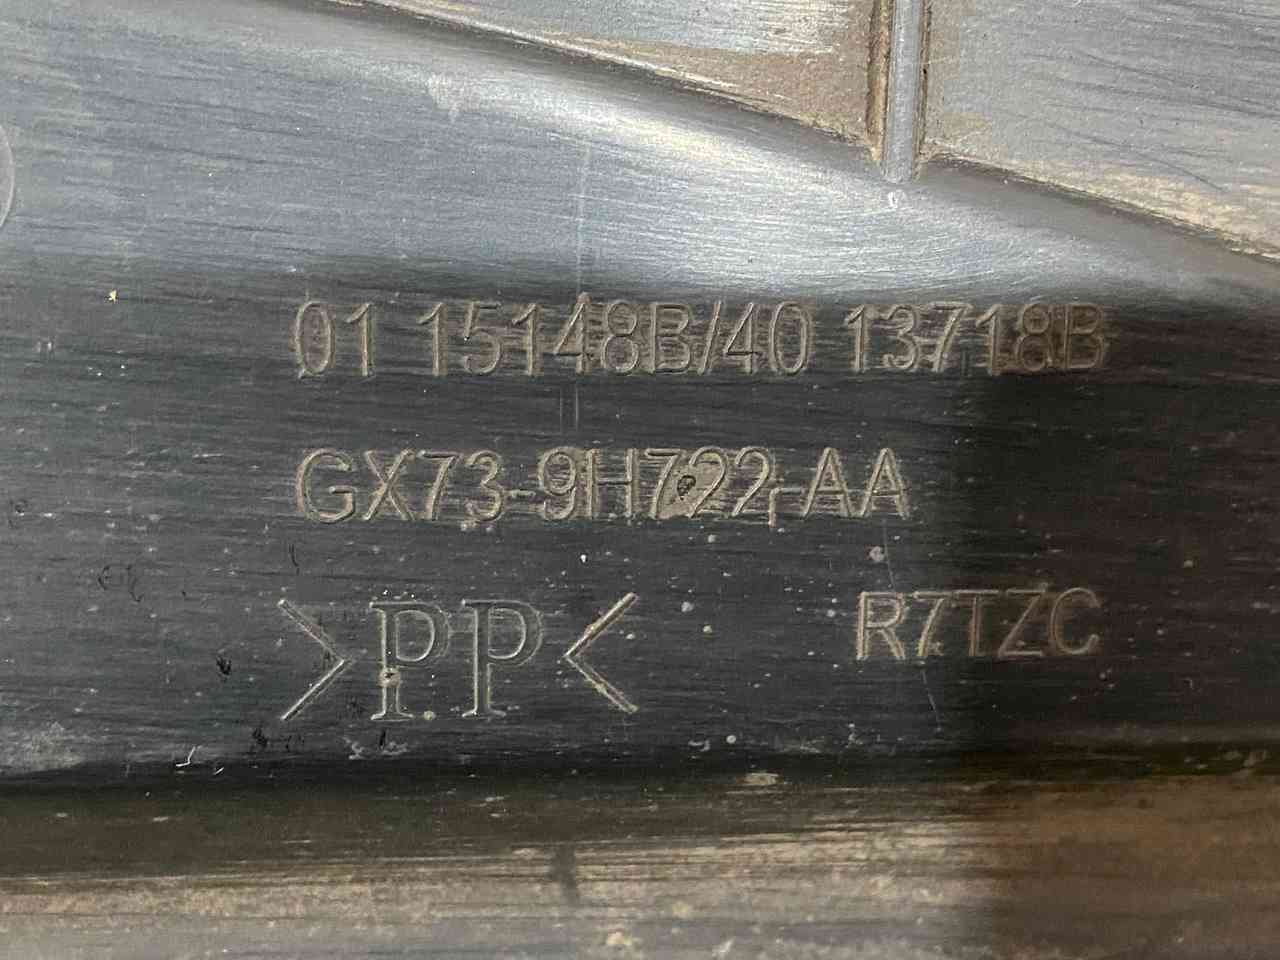 01 15148B/40 13718B
GX73-9H722-AA
>PP<
R7TZC